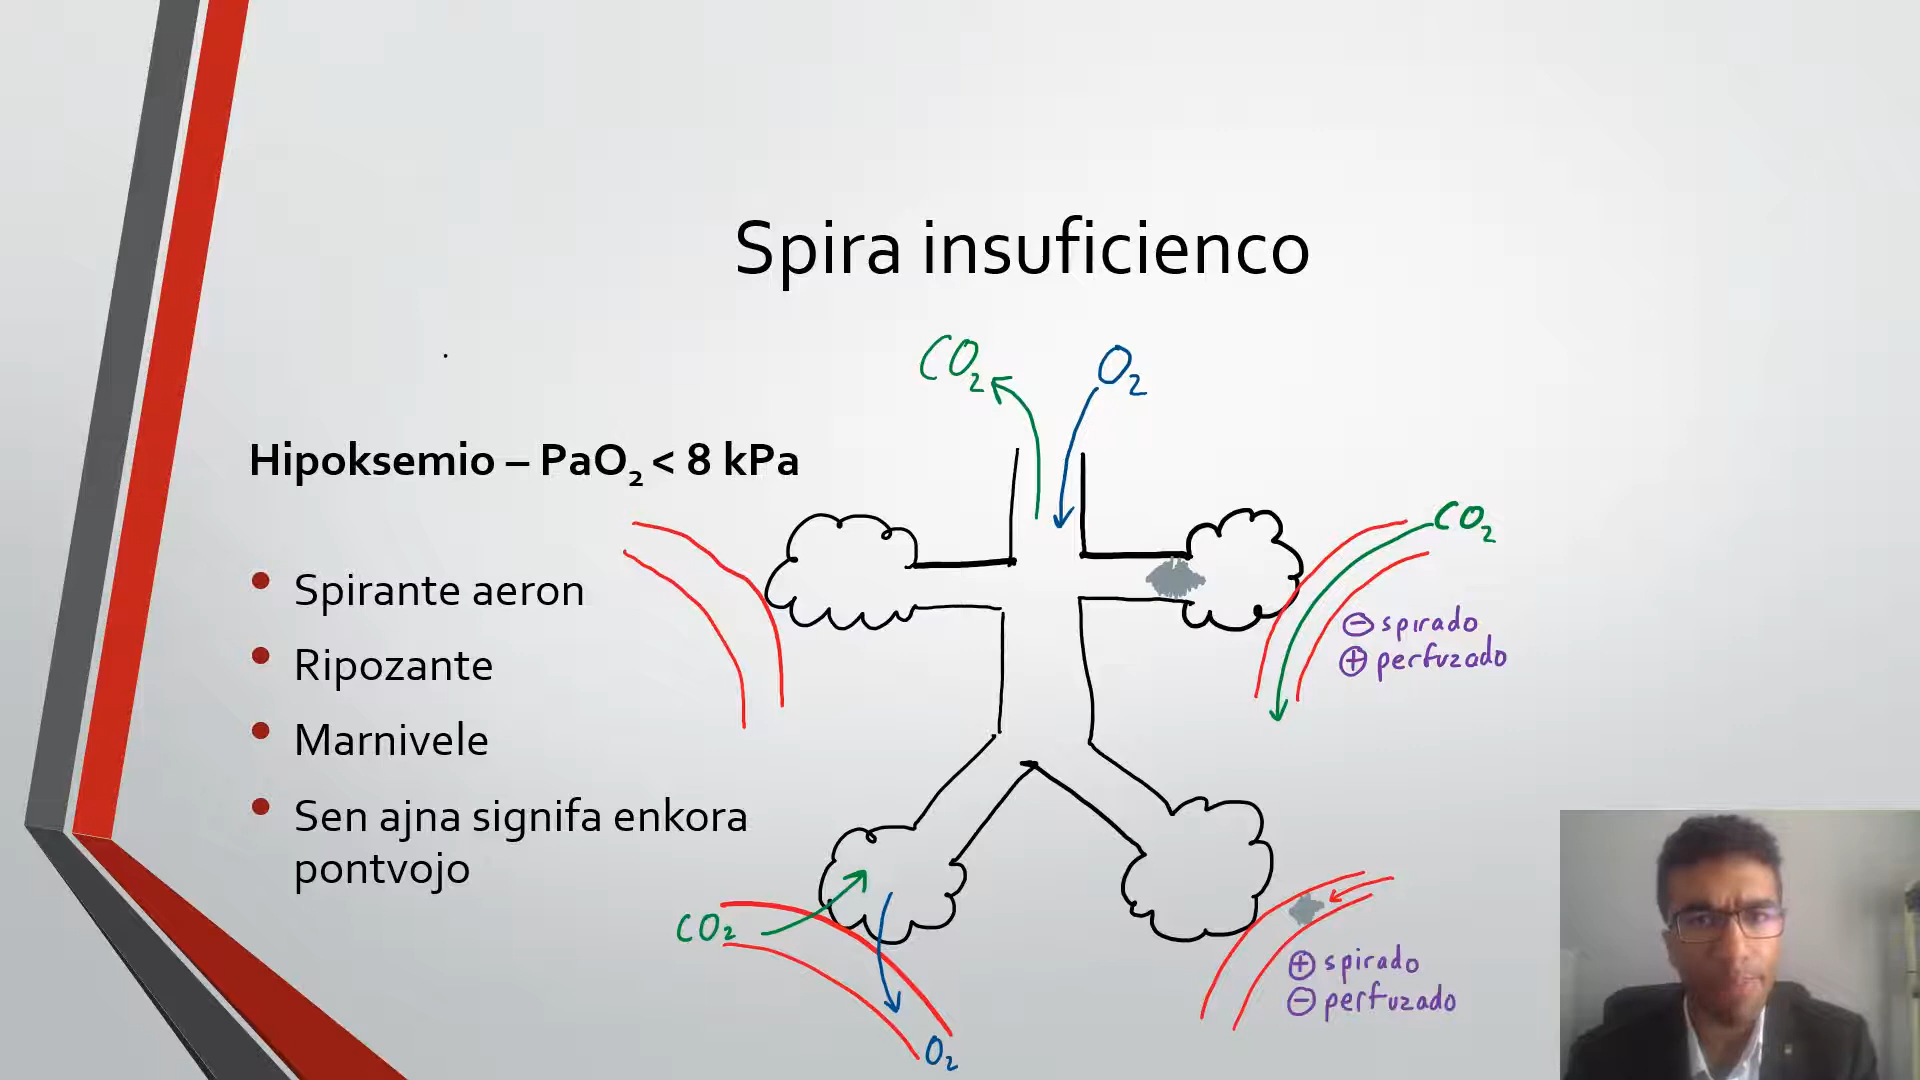 Spira insuficienco
CO₂
O₂
Hipoksemio – PaO₂ < 8 kPa
• Spirante aeron
• Ripozante
• Marnivele
• Sen ajna signifa enkora
pontvojo
CO₂
⊖ spirado
⊕ perfuzado
CO₂
O₂
⊕ spirado
⊖ perfuzado